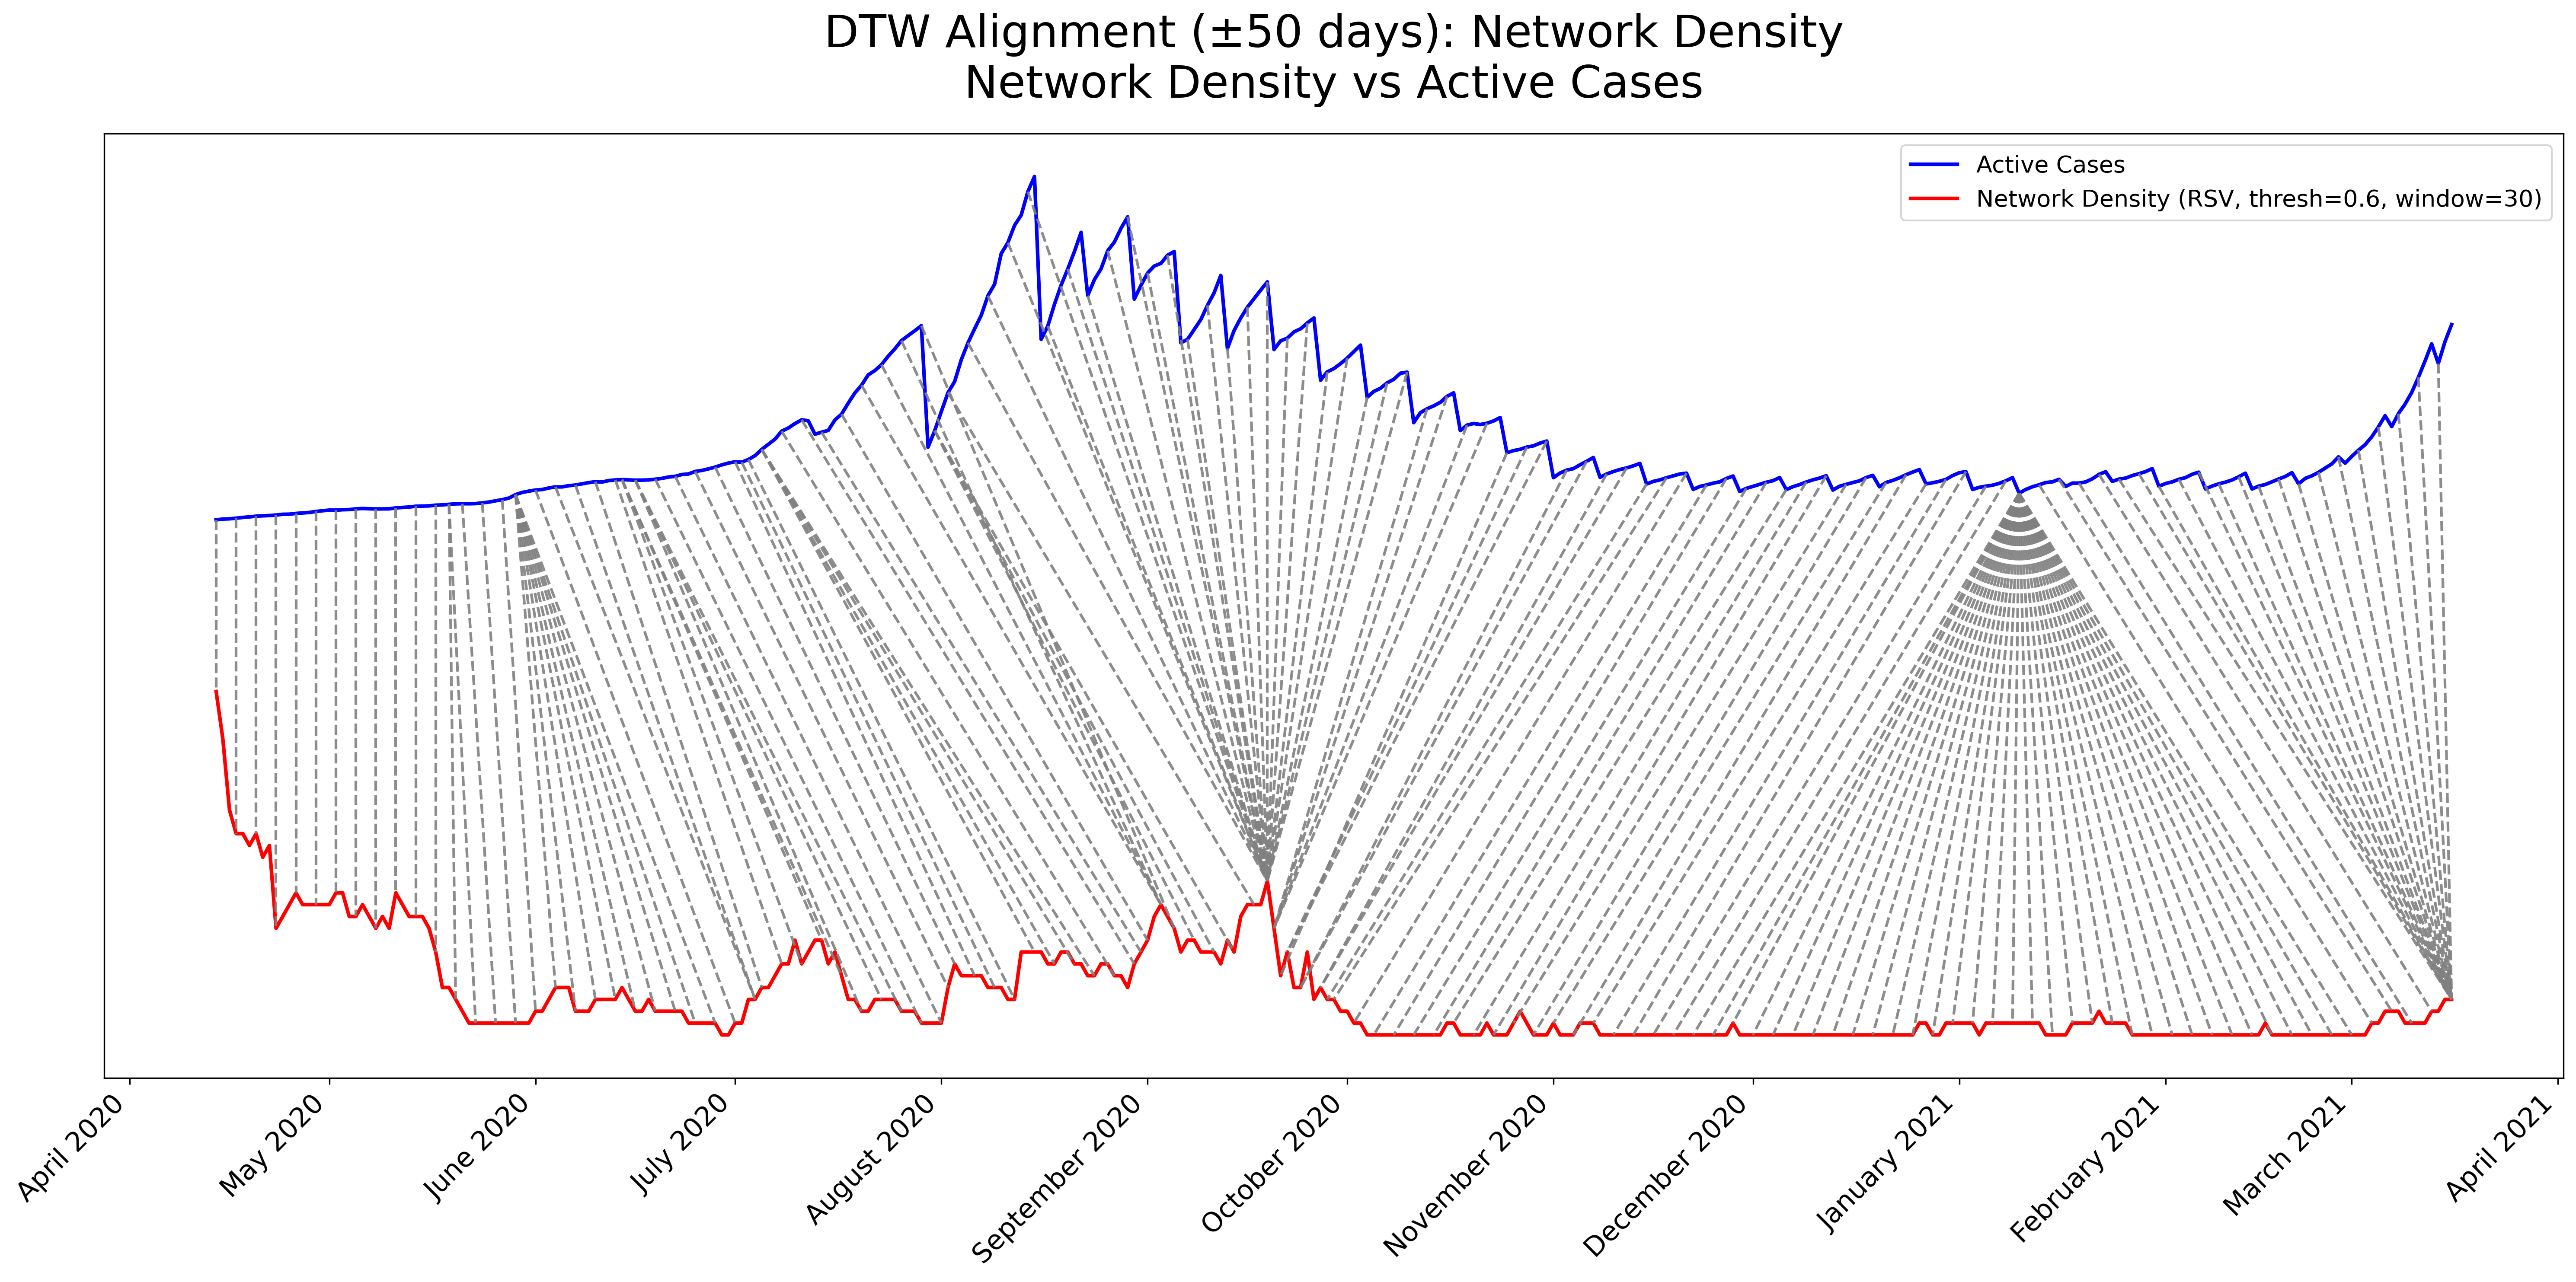 DTW Alignment (±50 days): Network Density
Network Density vs Active Cases
Active Cases
Network Density (RSV, thresh=0.6, window=30)
April 2020
May 2020
June 2020
July 2020
August 2020
September 2020
October 2020
November 2020
December 2020
January 2021
February 2021
March 2021
April 2021